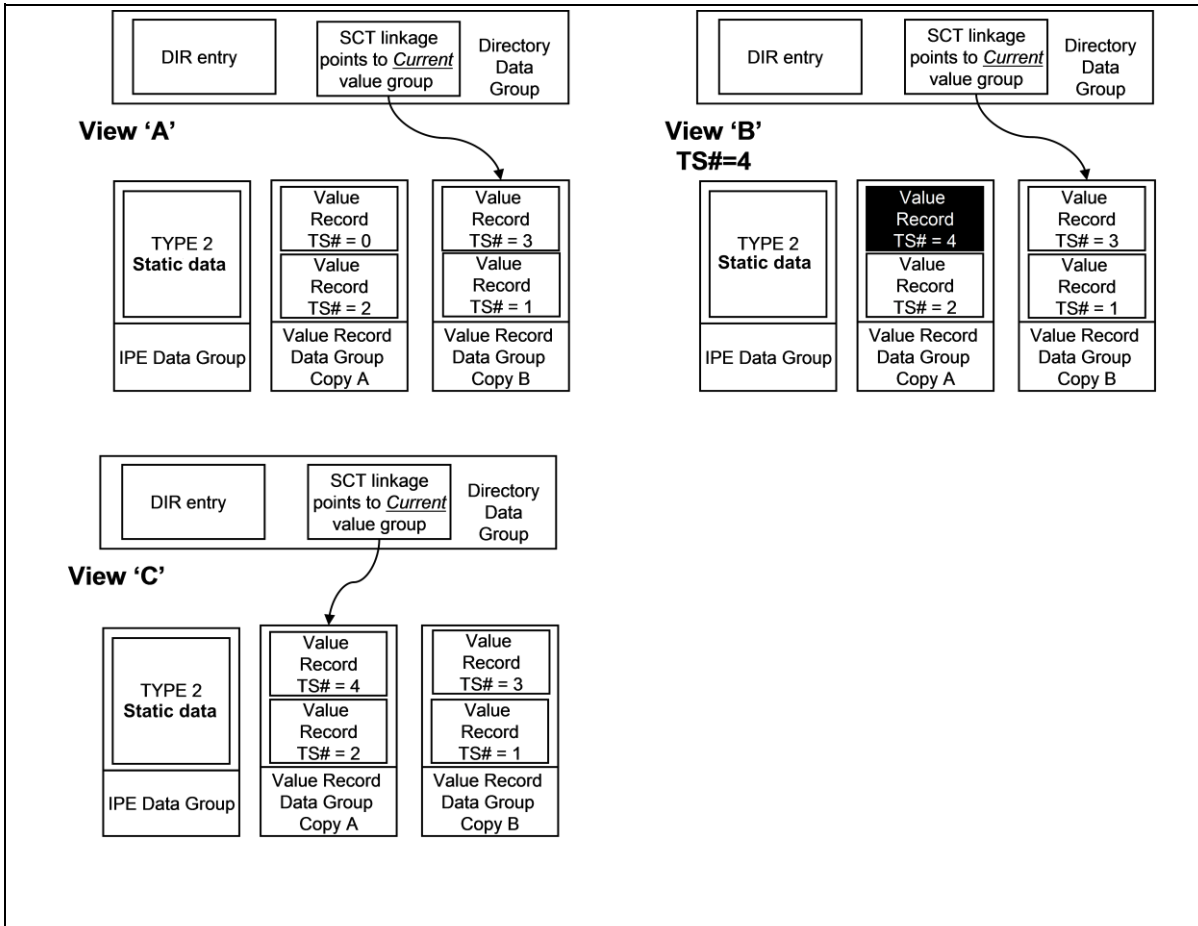 DIR entry
SCT linkage
points to Current
value group
Directory
Data
Group
View ‘A’
TYPE 2
Static data
IPE Data Group
Value
Record
TS# = 0
Value
Record
TS# = 2
Value Record
Data Group
Copy A
Value
Record
TS# = 3
Value
Record
TS# = 1
Value Record
Data Group
Copy B
DIR entry
SCT linkage
points to Current
value group
Directory
Data
Group
View ‘B’
TS#=4
TYPE 2
Static data
IPE Data Group
Value
Record
TS# = 4
Value
Record
TS# = 2
Value Record
Data Group
Copy A
Value
Record
TS# = 3
Value
Record
TS# = 1
Value Record
Data Group
Copy B
DIR entry
SCT linkage
points to Current
value group
Directory
Data
Group
View ‘C’
TYPE 2
Static data
IPE Data Group
Value
Record
TS# = 4
Value
Record
TS# = 2
Value Record
Data Group
Copy A
Value
Record
TS# = 3
Value
Record
TS# = 1
Value Record
Data Group
Copy B